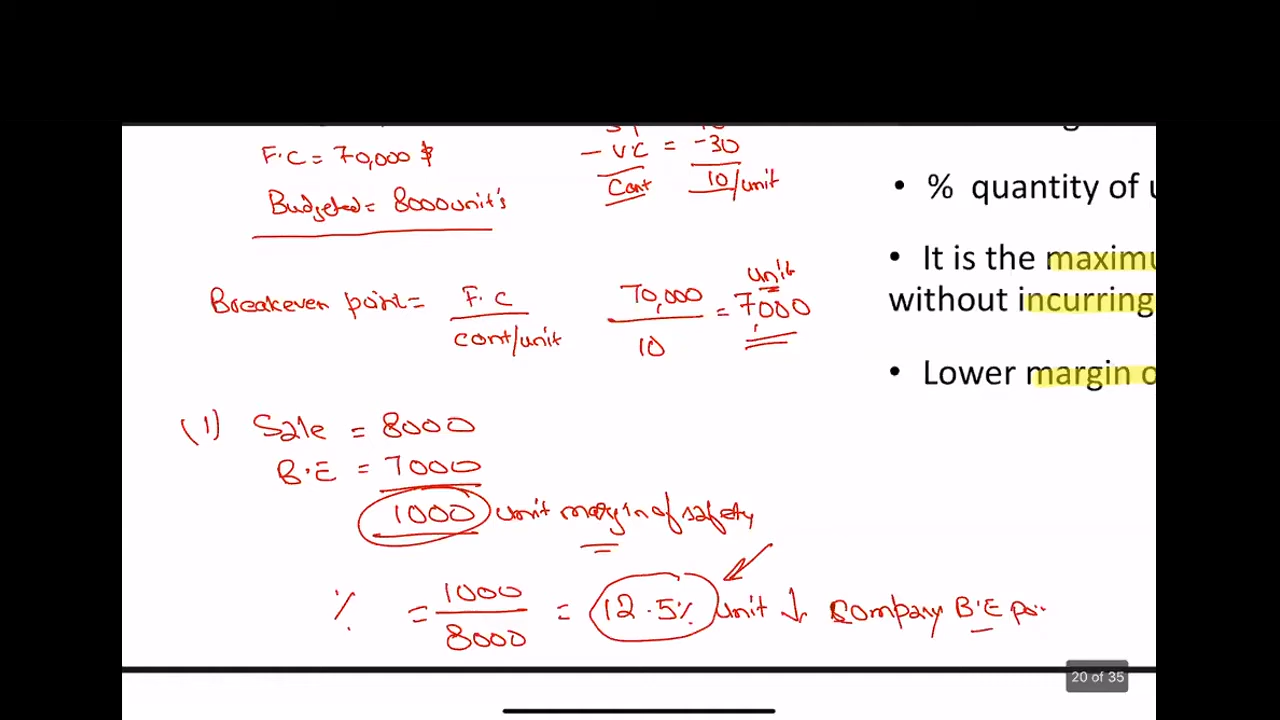 F.C = 70,000 $
- VC = -30
Cont 10/unit
Budgeted = 8000 unit's
Breakeven point = F.C / cont/unit 70,000 / 10 = 7000 unit
(1) Sale = 8000
B.E = 7000
1000 unit margin of safety
% = 1000 / 8000 = 12.5% unit ↓ company B.E poi
• % quantity of u
• It is the maximu
without incurring
• Lower margin o
20 of 35